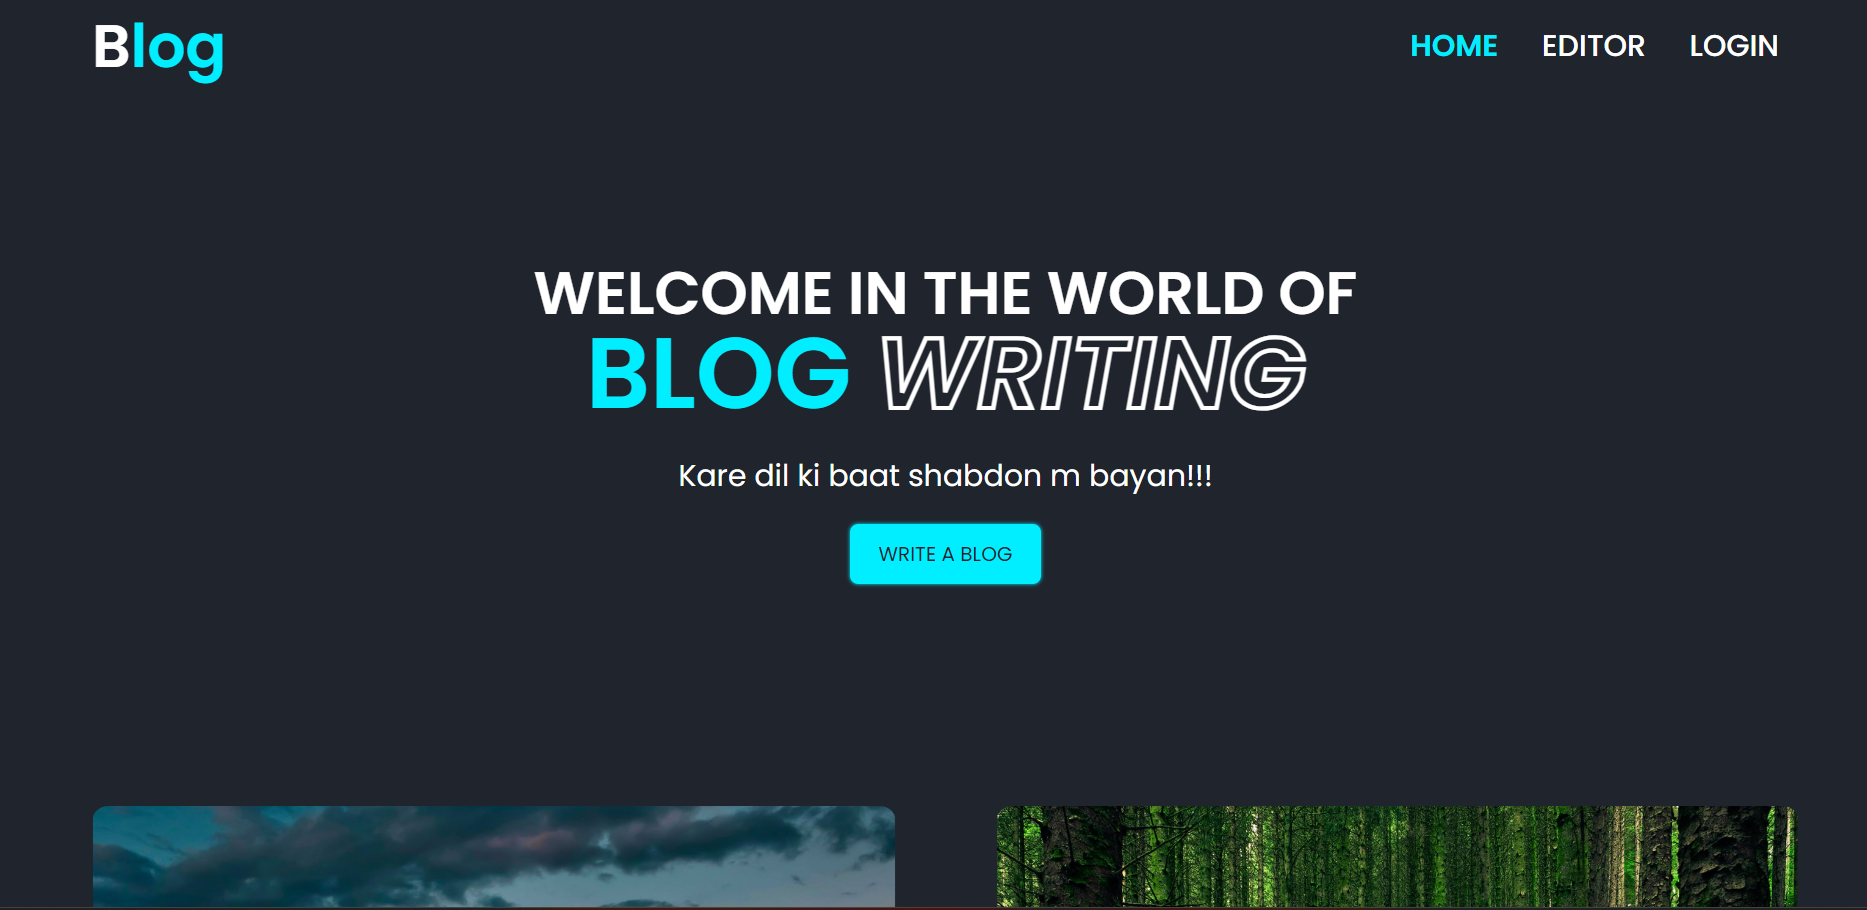 Blog
HOME EDITOR LOGIN
WELCOME IN THE WORLD OF
BLOG WRITING
Kare dil ki baat shabdon m bayan!!!
WRITE A BLOG